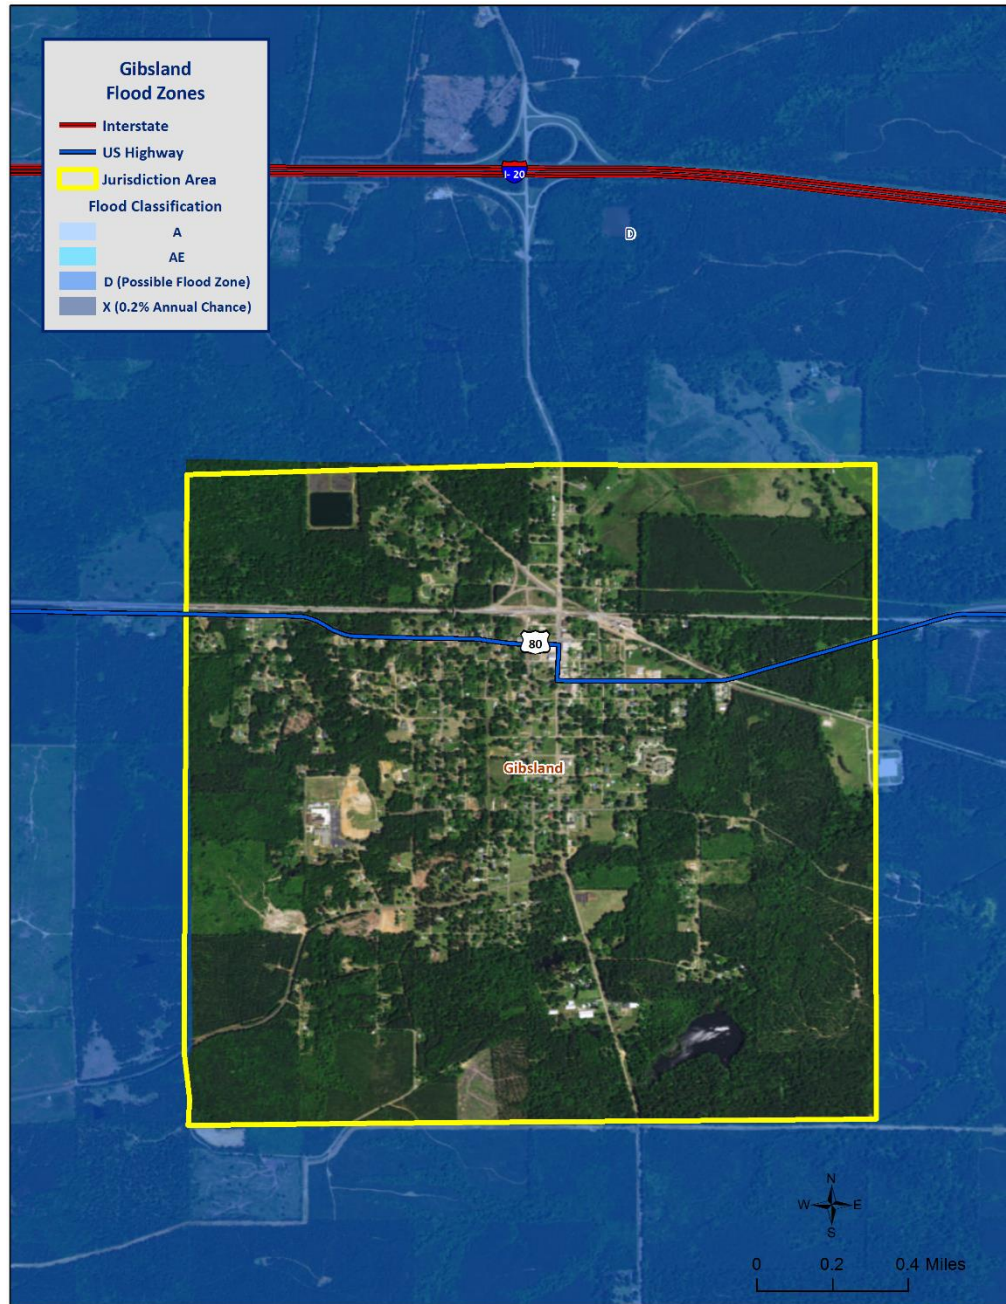 Gibsland
Flood Zones
Interstate
US Highway
Jurisdiction Area
Flood Classification
A
AE
D (Possible Flood Zone)
X (0.2% Annual Chance)
I- 20
D
80
Gibsland
N
W E
S
0 0.2 0.4 Miles